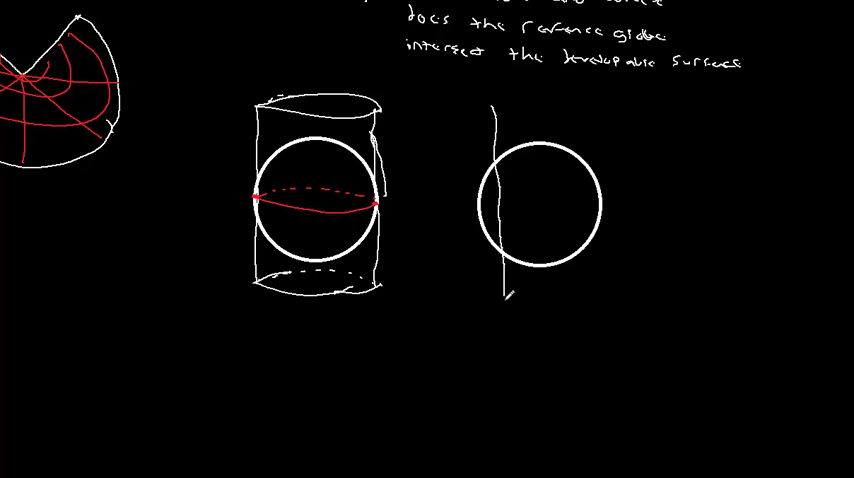 does the reference globe
intersect the developable surface